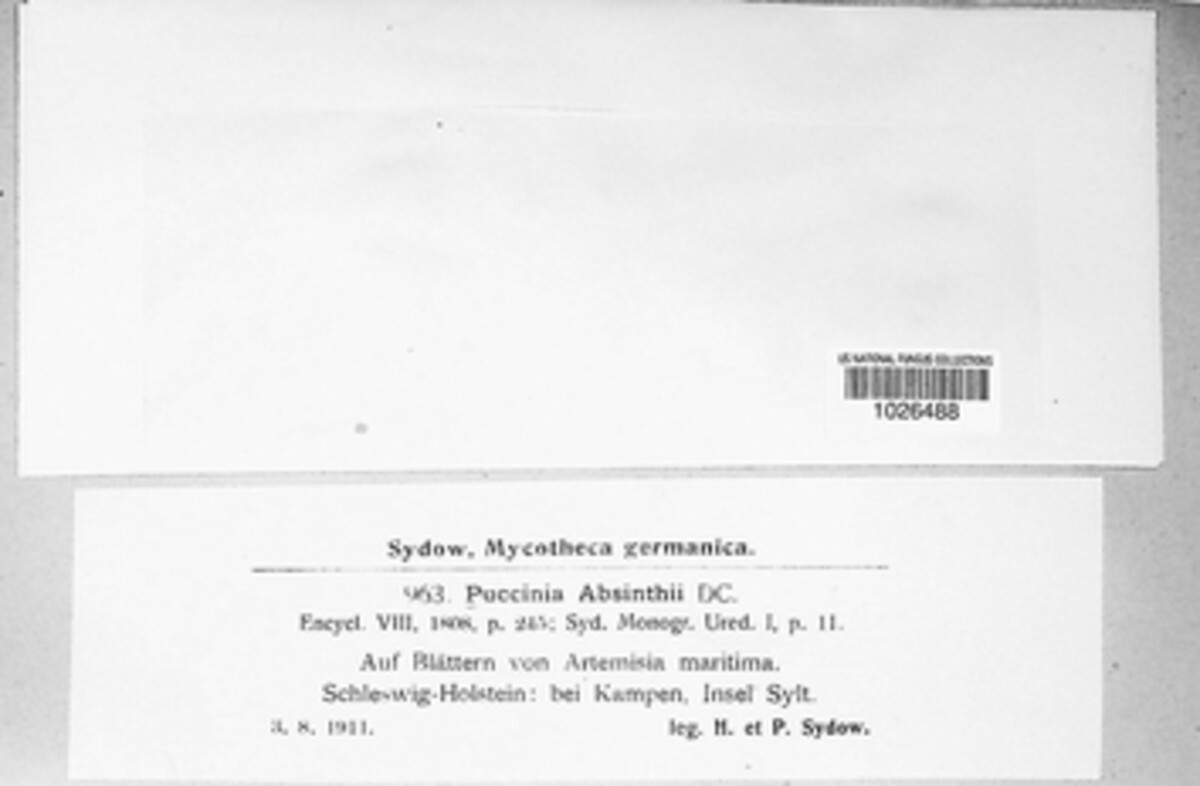 US NATIONAL FUNGUS COLLECTIONS
1026488
Sydow, Mycotheca germanica.
963. Puccinia Absinthii DC.
Encycl. VIII, 1808, p. 245; Syd. Monogr. Ured. I, p. 11.
Auf Blättern von Artemisia maritima.
Schleswig-Holstein: bei Kampen, Insel Sylt.
3. 8. 1911. leg. H. et P. Sydow.